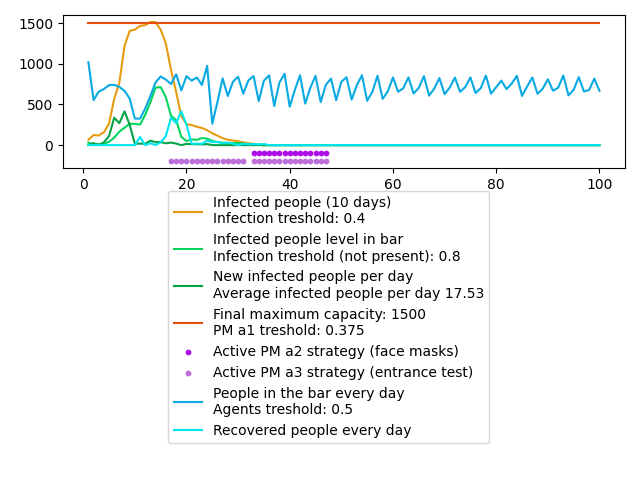 1500
1000
500
0
0
20
40
60
80
100
Infected people (10 days)
Infection treshold: 0.4
Infected people level in bar
Infection treshold (not present): 0.8
New infected people per day
Average infected people per day 17.53
Final maximum capacity: 1500
PM a1 treshold: 0.375
Active PM a2 strategy (face masks)
Active PM a3 strategy (entrance test)
People in the bar every day
Agents treshold: 0.5
Recovered people every day